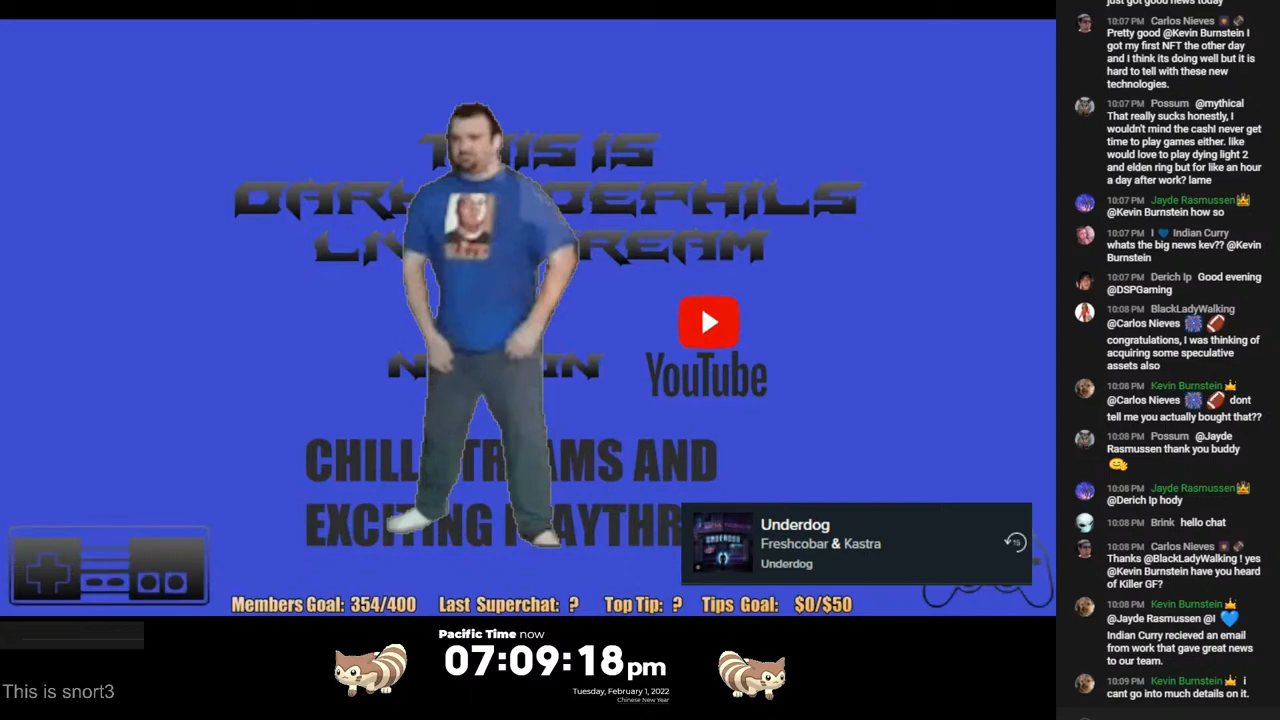 THIS IS
LIVESTREAM
YouTube
CHILL STREAMS AND
EXCITING PLAYTHR
Underdog
Freshcobar & Kastra
Underdog
15
Members Goal: 354/400 Last Superchat: ? Top Tip: ? Tips Goal: $0/$50
Pacific Time now
07:09:18pm
Tuesday, February 1, 2022
Chinese New Year
This is snort3
just got good news today
10:07 PM Carlos Nieves
Pretty good @Kevin Burnstein I
got my first NFT the other day
and I think its doing well but it is
hard to tell with these new
technologies.
10:07 PM Possum @mythical
That really sucks honestly, I
wouldn't mind the cashI never get
time to play games either. like
would love to play dying light 2
and elden ring but for like an hour
a day after work? lame
10:07 PM Jayde Rasmussen
@Kevin Burnstein how so
10:07 PM I 💙 Indian Curry
whats the big news kev?? @Kevin
Burnstein
10:07 PM Derich Ip Good evening
@DSPGaming
10:08 PM BlackLadyWalking
@Carlos Nieves 🎆 🏈
congratulations, I was thinking of
acquiring some speculative
assets also
10:08 PM Kevin Burnstein
@Carlos Nieves 🎆 🏈 dont
tell me you actually bought that??
10:08 PM Possum @Jayde
Rasmussen thank you buddy
10:08 PM Jayde Rasmussen
@Derich Ip hody
10:08 PM Brink hello chat
10:08 PM Carlos Nieves
Thanks @BlackLadyWalking ! yes
@Kevin Burnstein have you heard
of Killer GF?
10:08 PM Kevin Burnstein
@Jayde Rasmussen @I 💙
Indian Curry recieved an email
from work that gave great news
to our team.
10:09 PM Kevin Burnstein i
cant go into much details on it.